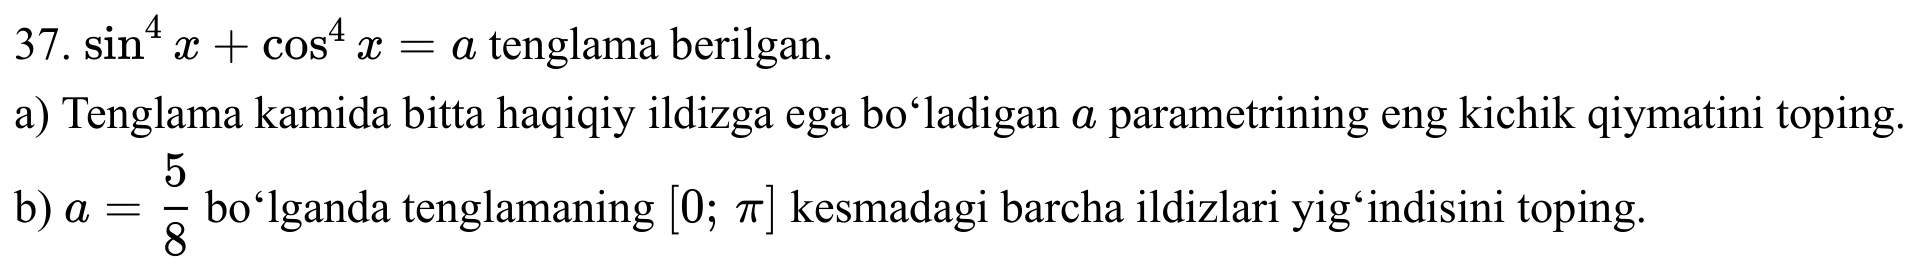 37. sin⁴ x + cos⁴ x = a tenglama berilgan.
a) Tenglama kamida bitta haqiqiy ildizga ega bo‘ladigan a parametrining eng kichik qiymatini toping.
b) a = 5/8 bo‘lganda tenglamaning [0; π] kesmadagi barcha ildizlari yig‘indisini toping.